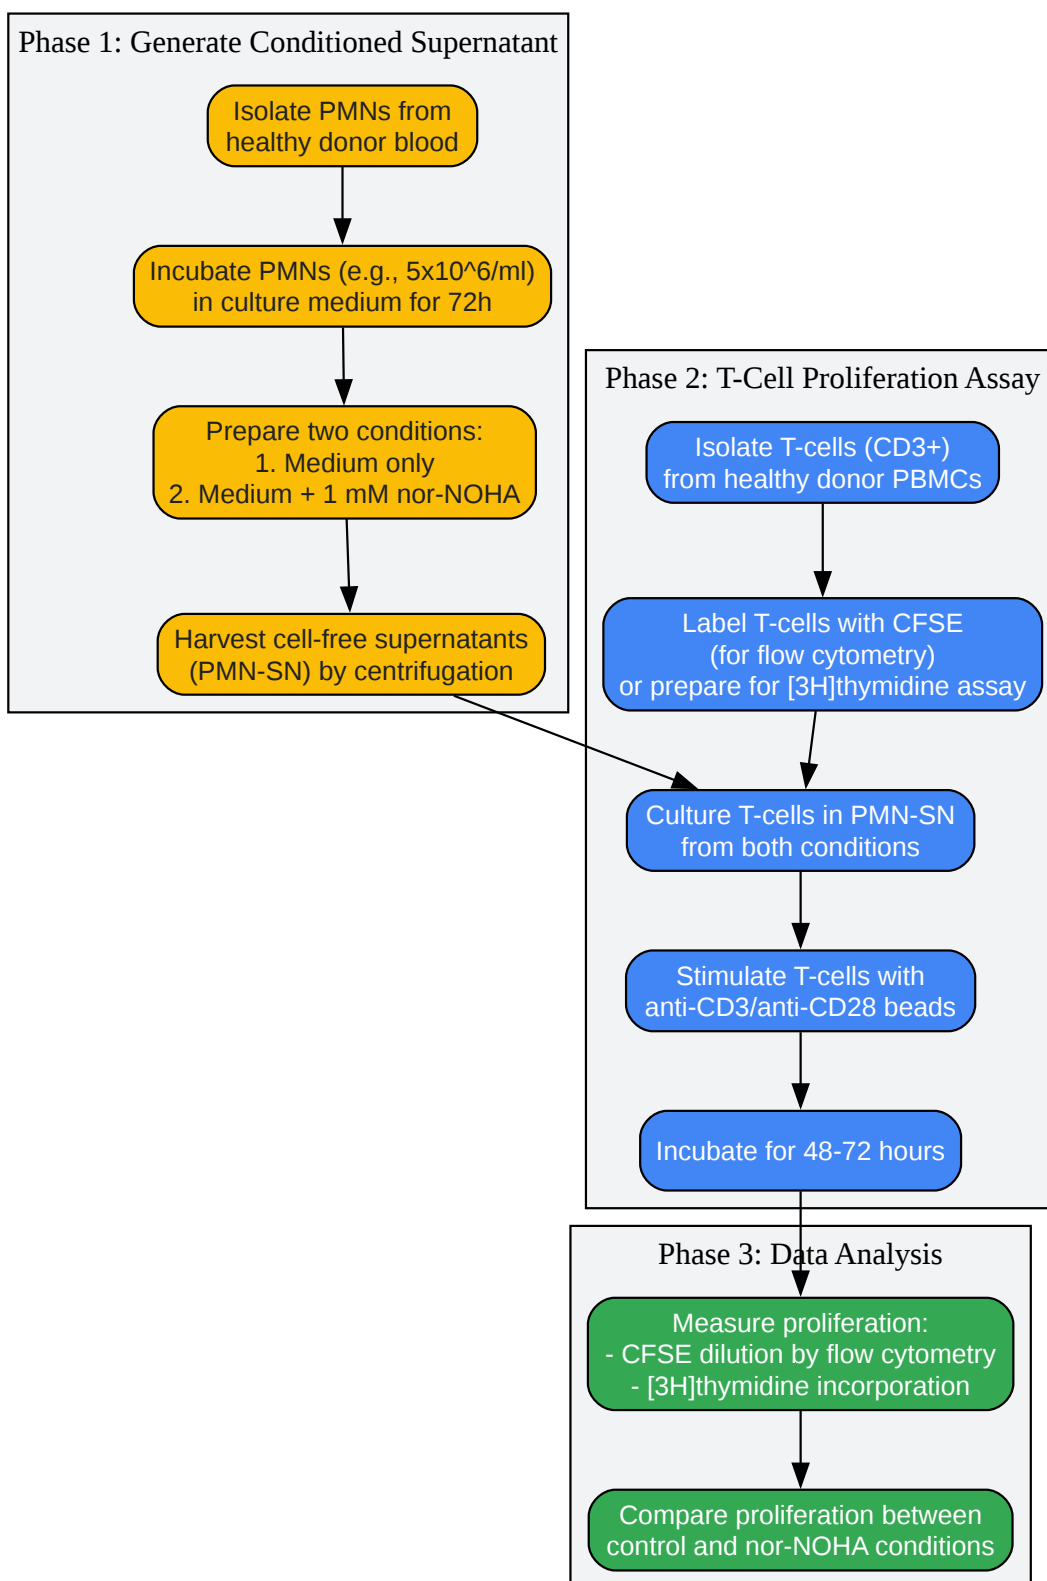 Phase 1: Generate Conditioned Supernatant
Isolate PMNs from
healthy donor blood
Incubate PMNs (e.g., 5x10^6/ml)
in culture medium for 72h
Prepare two conditions:
1. Medium only
2. Medium + 1 mM nor-NOHA
Harvest cell-free supernatants
(PMN-SN) by centrifugation
Phase 2: T-Cell Proliferation Assay
Isolate T-cells (CD3+)
from healthy donor PBMCs
Label T-cells with CFSE
(for flow cytometry)
or prepare for [3H]thymidine assay
Culture T-cells in PMN-SN
from both conditions
Stimulate T-cells with
anti-CD3/anti-CD28 beads
Incubate for 48-72 hours
Phase 3: Data Analysis
Measure proliferation:
- CFSE dilution by flow cytometry
- [3H]thymidine incorporation
Compare proliferation between
control and nor-NOHA conditions